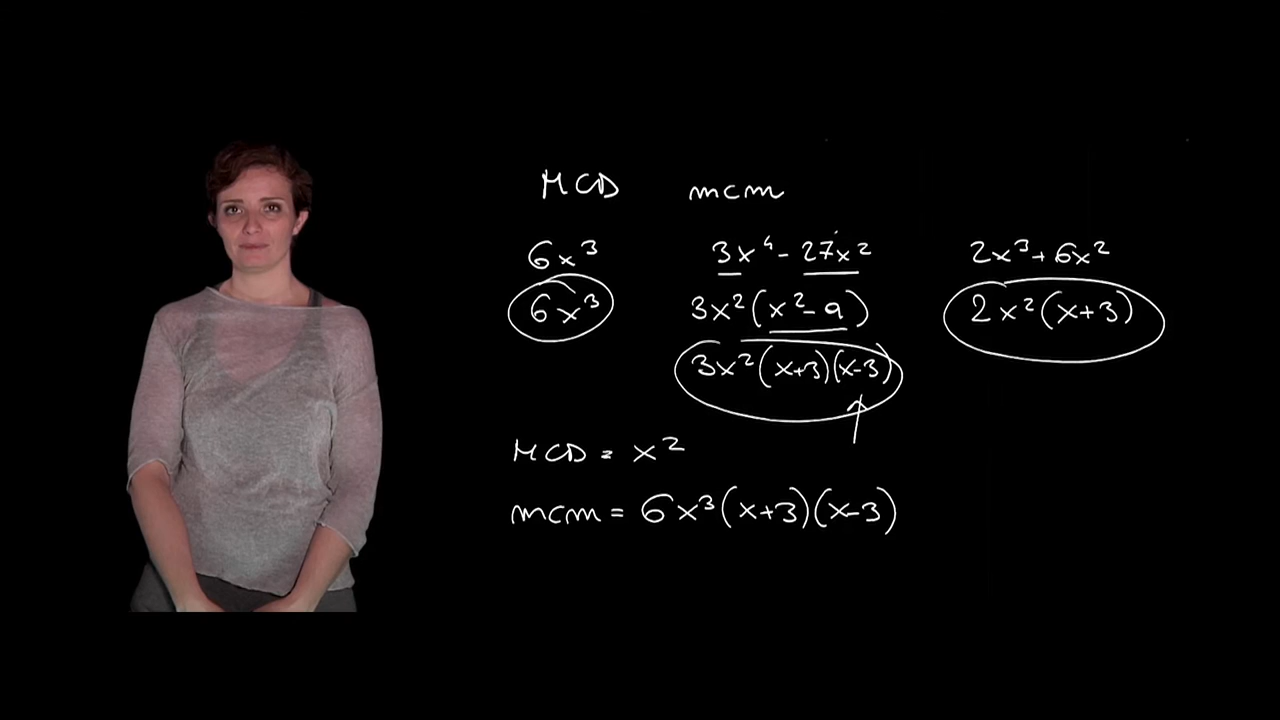 MCD mcm
6x³ 3x⁴-27x² 2x³+6x²
6x³ 3x²(x²-9) 2x²(x+3)
3x²(x+3)(x-3)
MCD = x²
mcm = 6x³(x+3)(x-3)